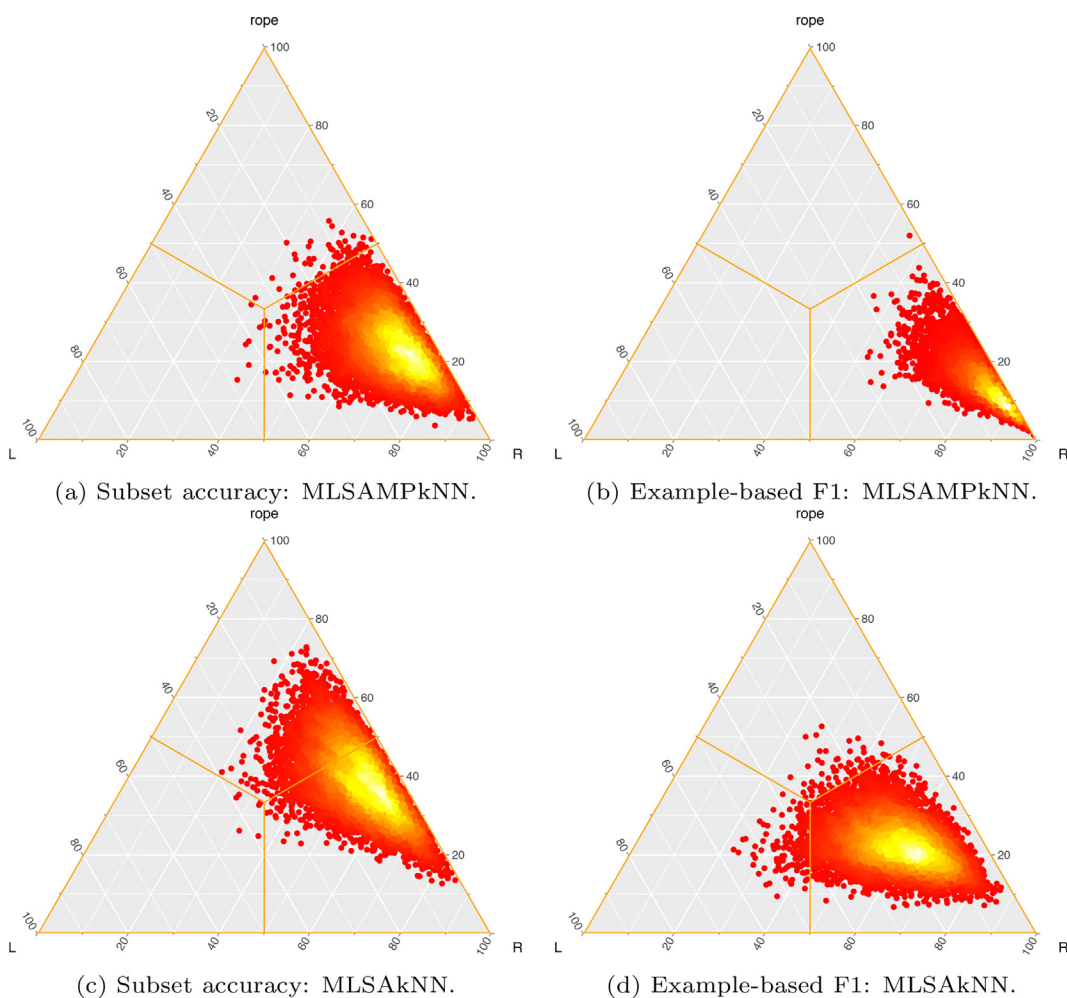 rope rope
100 100
20 80 20 80
40 60 40 60
60 40 60 40
80 20 80 20
100 100
L 20 40 60 80 100 R L 20 40 60 80 100 R
(a) Subset accuracy: MLSAMPkNN. (b) Example-based F1: MLSAMPkNN.
rope rope
100 100
20 80 20 80
40 60 40 60
60 40 60 40
80 20 80 20
100 100
L 20 40 60 80 100 R L 20 40 60 80 100 R
(c) Subset accuracy: MLSAkNN. (d) Example-based F1: MLSAkNN.